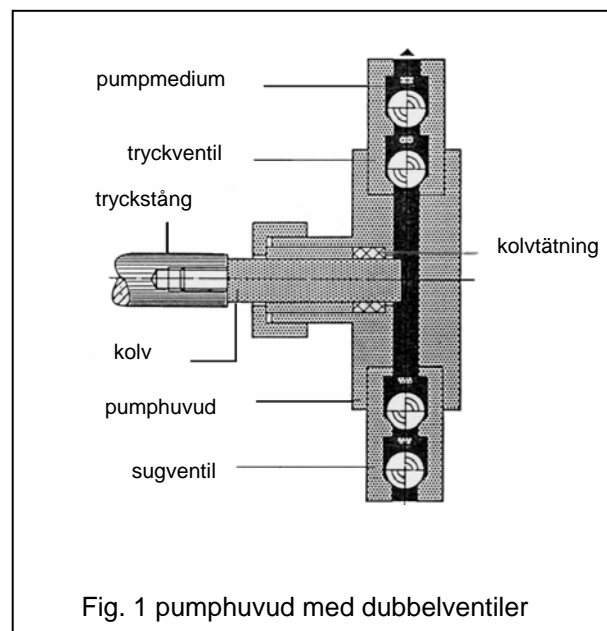 pumpmedium
tryckventil
tryckstång
kolvtätning
kolv
pumphuvud
sugventil
Fig. 1 pumphuvud med dubbelventiler